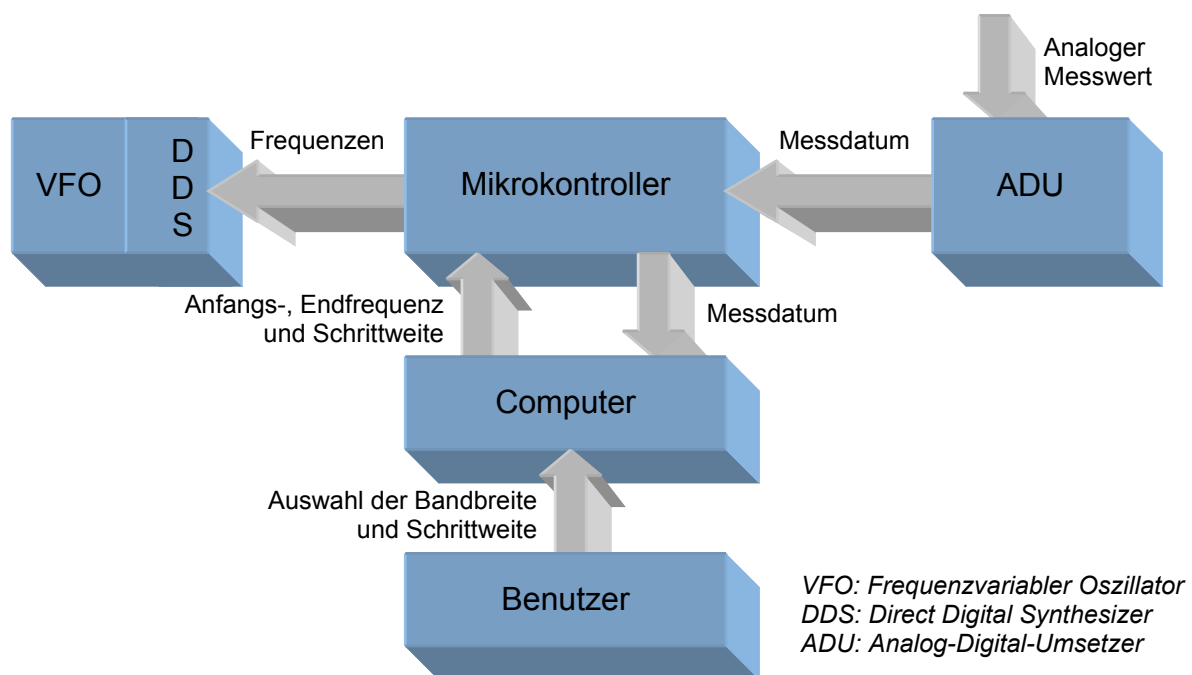 Analoger
Messwert
VFO
D
D
S
Frequenzen
Mikrokontroller
Messdatum
ADU
Anfangs-, Endfrequenz
und Schrittweite
Messdatum
Computer
Auswahl der Bandbreite
und Schrittweite
Benutzer
VFO: Frequenzvariabler Oszillator
DDS: Direct Digital Synthesizer
ADU: Analog-Digital-Umsetzer